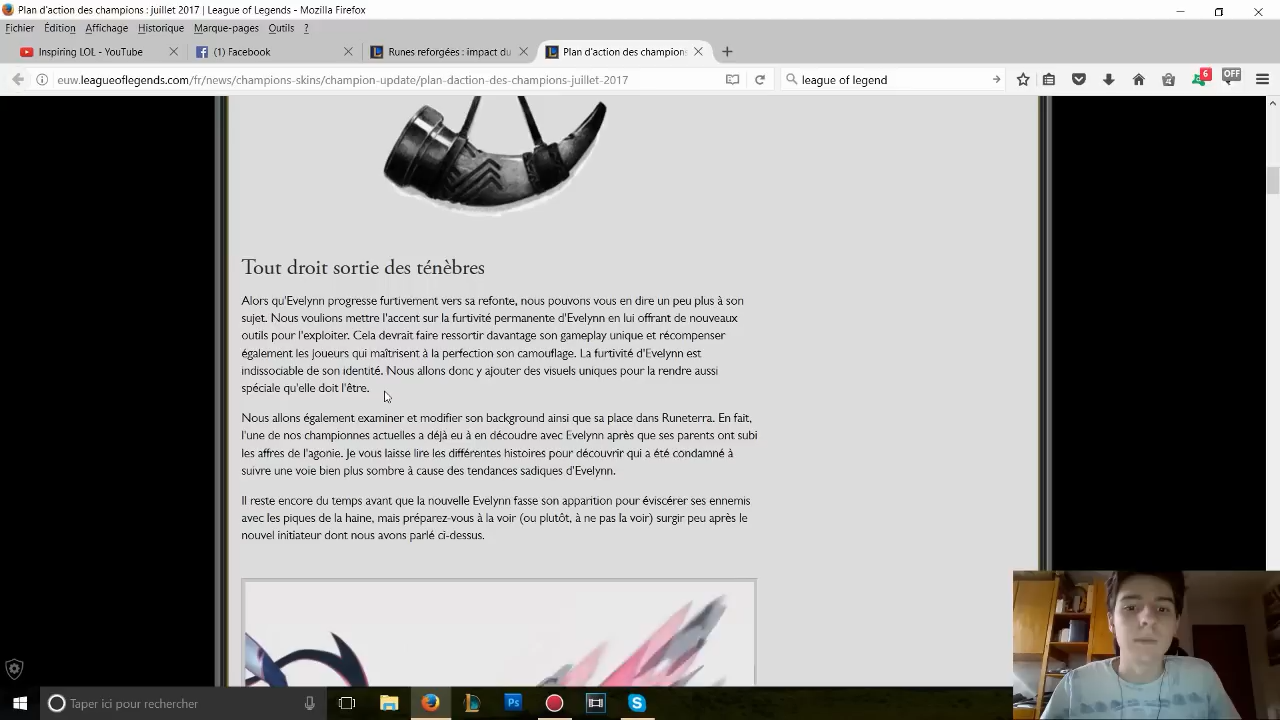 Plan d'action des champions : juillet 2017 | League of Legends - Mozilla Firefox
Fichier Édition Affichage Historique Marque-pages Outils ?
Inspiring LOL - YouTube (1) Facebook Runes reforgées : impact du Plan d'action des champions
euw.leagueoflegends.com/fr/news/champions-skins/champion-update/plan-daction-des-champions-juillet-2017 league of legend 6 OFF
Tout droit sortie des ténèbres
Alors qu'Evelynn progresse furtivement vers sa refonte, nous pouvons vous en dire un peu plus à son
sujet. Nous voulions mettre l'accent sur la furtivité permanente d'Evelynn en lui offrant de nouveaux
outils pour l'exploiter. Cela devrait faire ressortir davantage son gameplay unique et récompenser
également les joueurs qui maîtrisent à la perfection son camouflage. La furtivité d'Evelynn est
indissociable de son identité. Nous allons donc y ajouter des visuels uniques pour la rendre aussi
spéciale qu'elle doit l'être.
Nous allons également examiner et modifier son background ainsi que sa place dans Runeterra. En fait,
l'une de nos championnes actuelles a déjà eu à en découdre avec Evelynn après que ses parents ont subi
les affres de l'agonie. Je vous laisse lire les différentes histoires pour découvrir qui a été condamné à
suivre une voie bien plus sombre à cause des tendances sadiques d'Evelynn.
Il reste encore du temps avant que la nouvelle Evelynn fasse son apparition pour éviscérer ses ennemis
avec les piques de la haine, mais préparez-vous à la voir (ou plutôt, à ne pas la voir) surgir peu après le
nouvel initiateur dont nous avons parlé ci-dessus.
Taper ici pour rechercher Ps